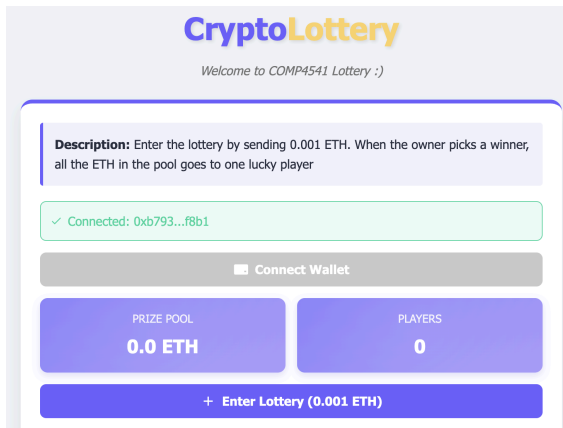 CryptoLottery
Welcome to COMP4541 Lottery :)
Description: Enter the lottery by sending 0.001 ETH. When the owner picks a winner,
all the ETH in the pool goes to one lucky player
Connected: 0xb793...f8b1
Connect Wallet
PRIZE POOL
0.0 ETH
PLAYERS
0
+ Enter Lottery (0.001 ETH)